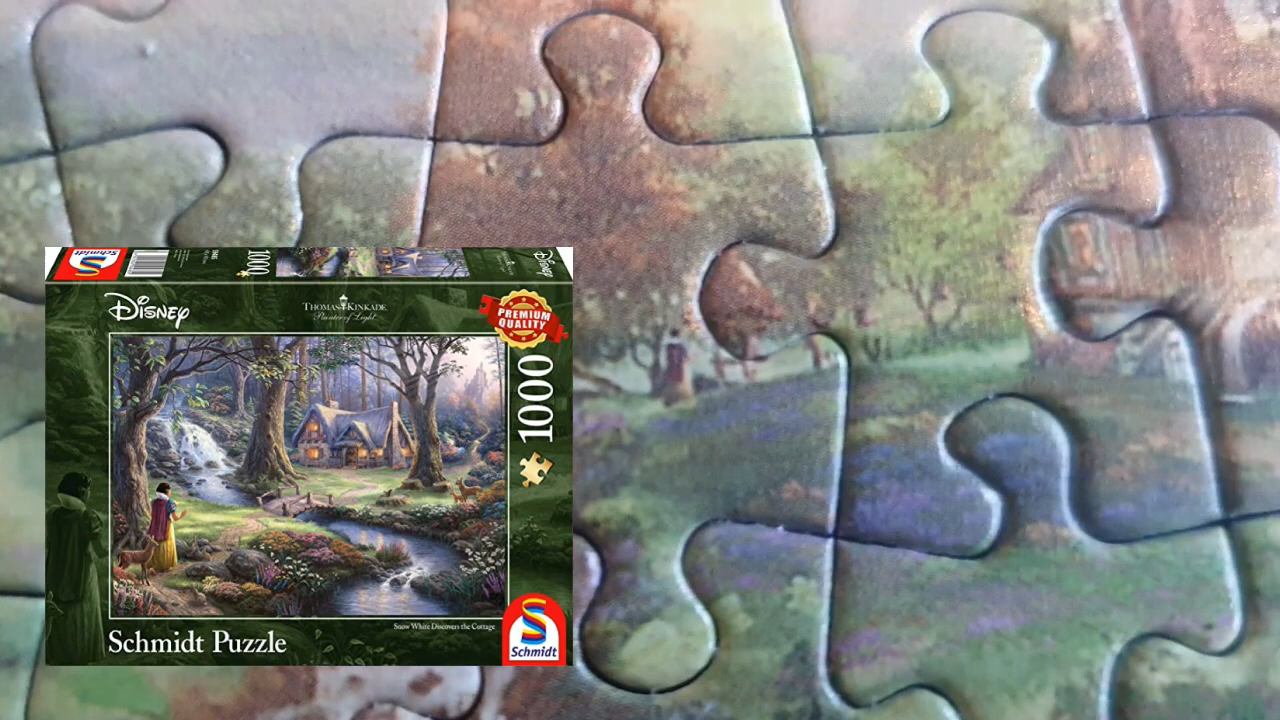 Schmidt
1000
Disney
Disney
THOMAS KINKADE
Painter of Light
PREMIUM
QUALITY
1000
Snow White Discovers the Cottage
Schmidt Puzzle
Schmidt